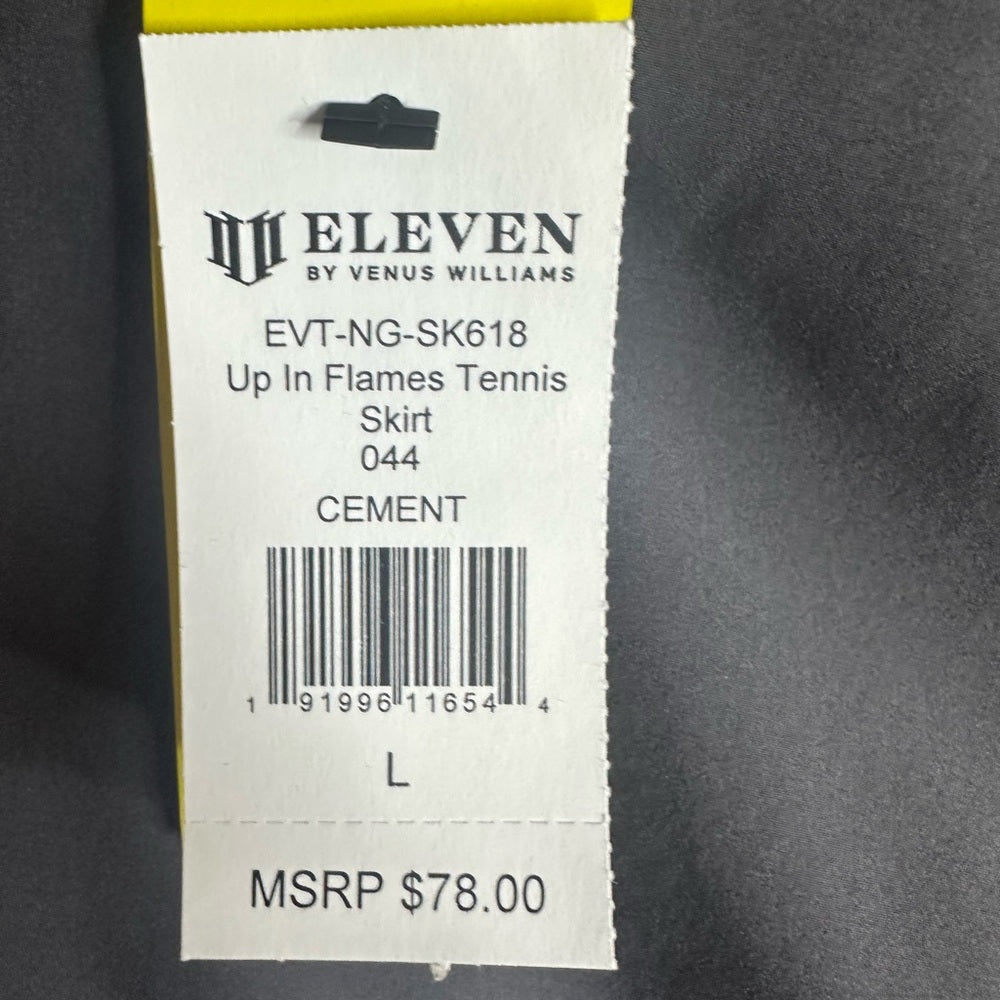 ELEVEN
BY VENUS WILLIAMS
EVT-NG-SK618
Up In Flames Tennis
Skirt
044
CEMENT
1 91996 11654 4
L
MSRP $78.00